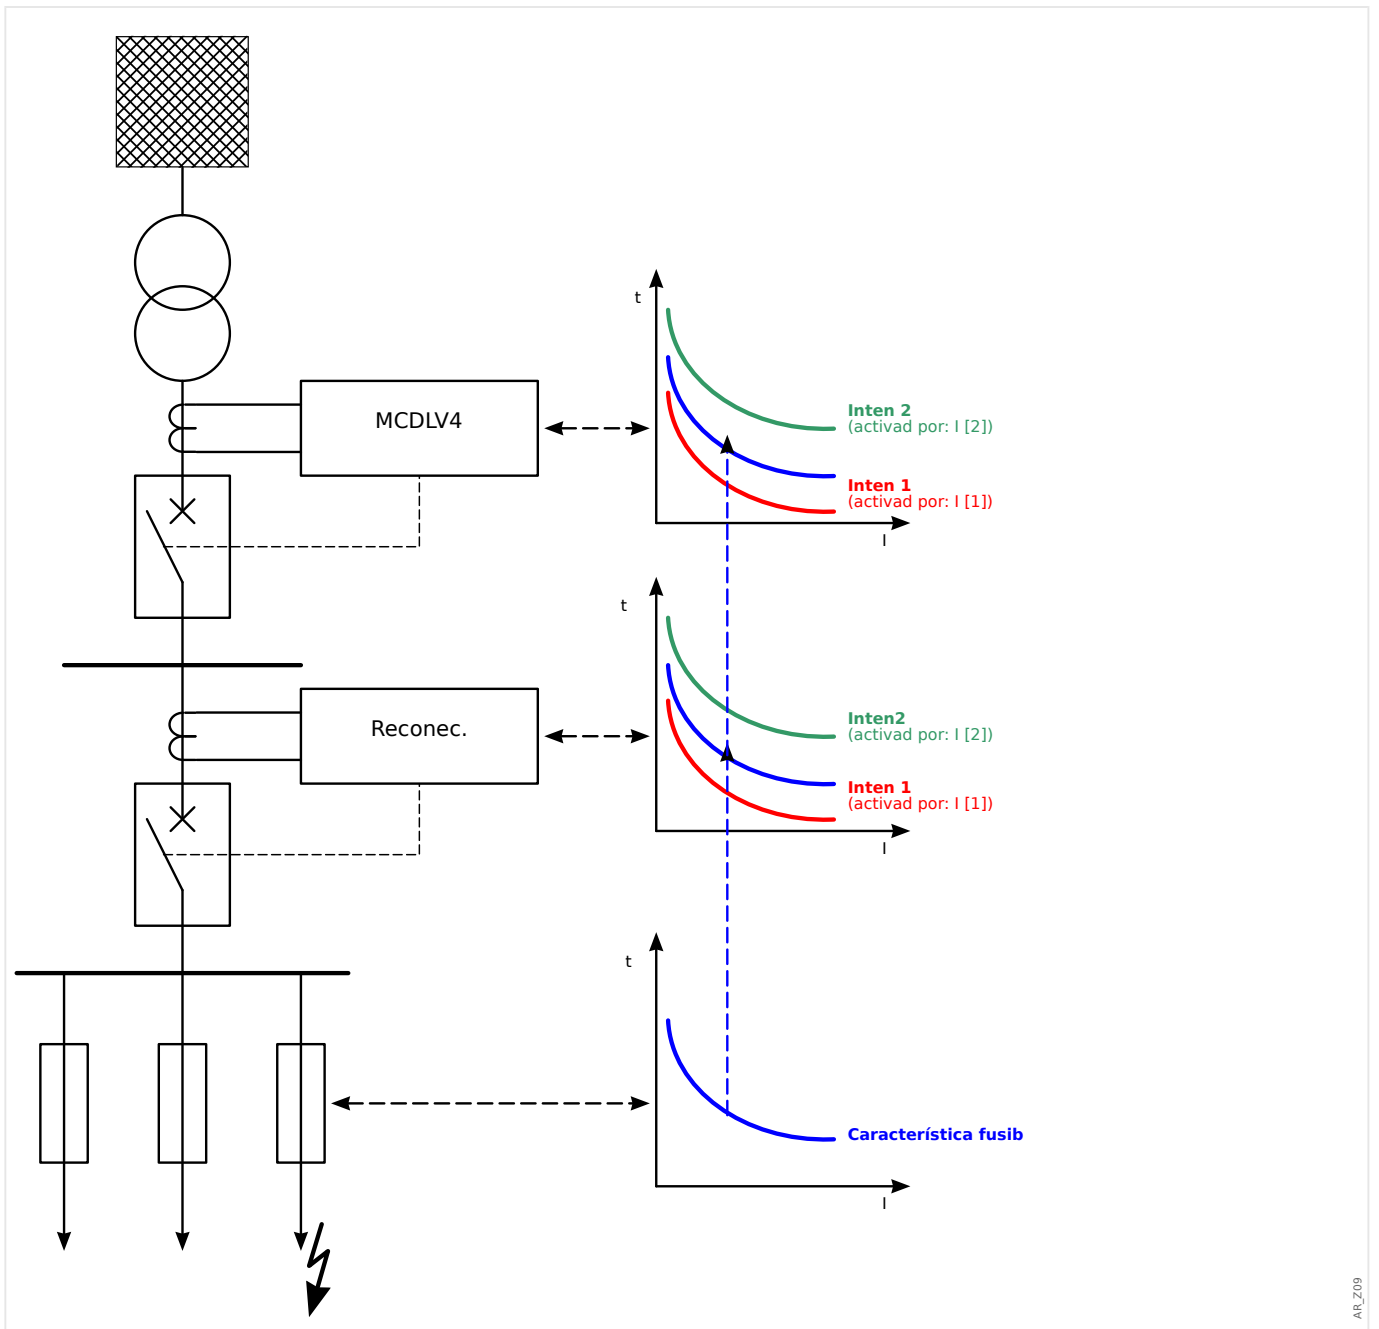 t
Inten 2
(activad por: I [2])
MCDLV4
Inten 1
(activad por: I [1])
I
t
Inten2
(activad por: I [2])
Reconec.
Inten 1
(activad por: I [1])
I
t
Característica fusib
I
AR_Z09